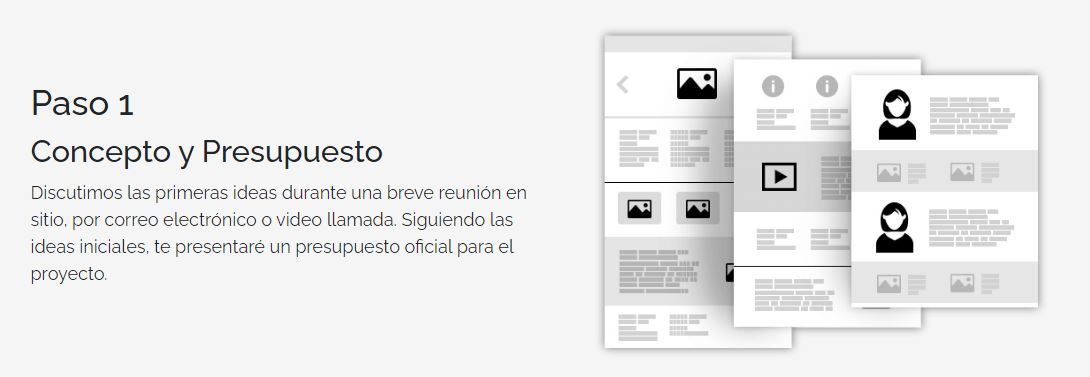 Paso 1
Concepto y Presupuesto
Discutimos las primeras ideas durante una breve reunión en
sitio, por correo electrónico o video llamada. Siguiendo las
ideas iniciales, te presentaré un presupuesto oficial para el
proyecto.